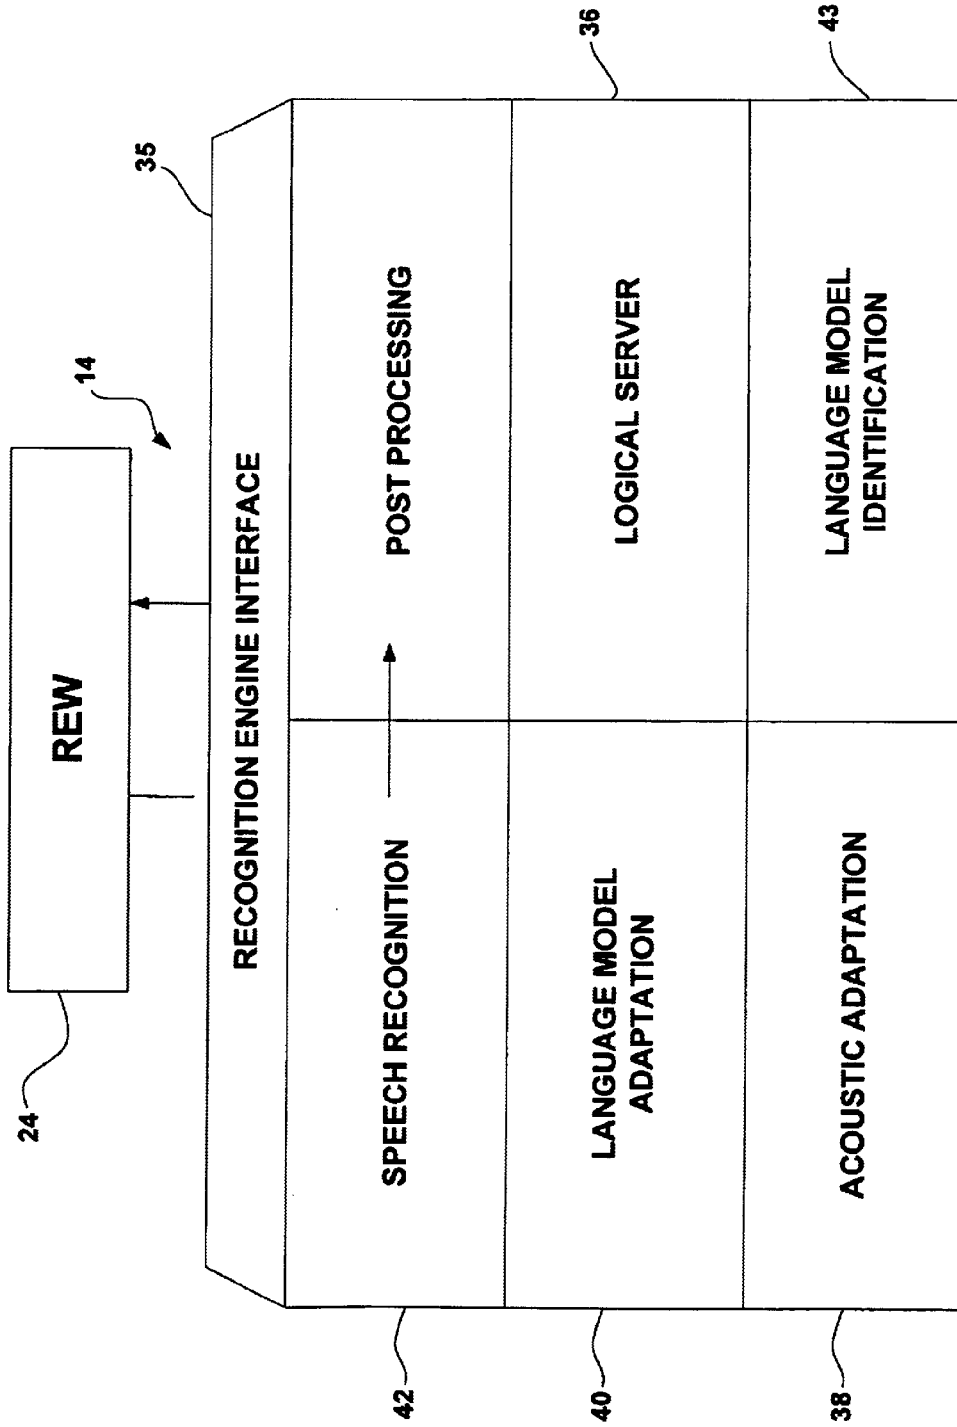 24
REW
14
35
RECOGNITION ENGINE INTERFACE
42
SPEECH RECOGNITION
POST PROCESSING
40
LANGUAGE MODEL
ADAPTATION
LOGICAL SERVER
36
38
ACOUSTIC ADAPTATION
LANGUAGE MODEL
IDENTIFICATION
43